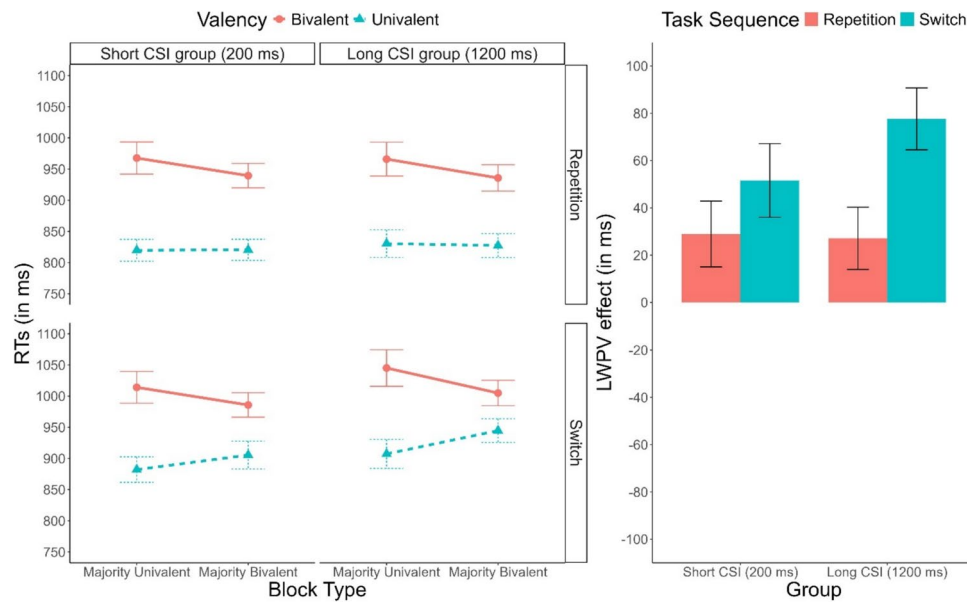 Valency Bivalent Univalent
Short CSI group (200 ms) Long CSI group (1200 ms)
1100
1050
1000
950
900
850
800
750
Repetition
1100
1050
1000
950
900
850
800
750
Switch
RTs (in ms)
Majority Univalent Majority Bivalent Majority Univalent Majority Bivalent
Block Type
Task Sequence Repetition Switch
100
80
60
40
20
0
-20
-40
-60
-80
-100
LWPV effect (in ms)
Short CSI (200 ms) Long CSI (1200 ms)
Group